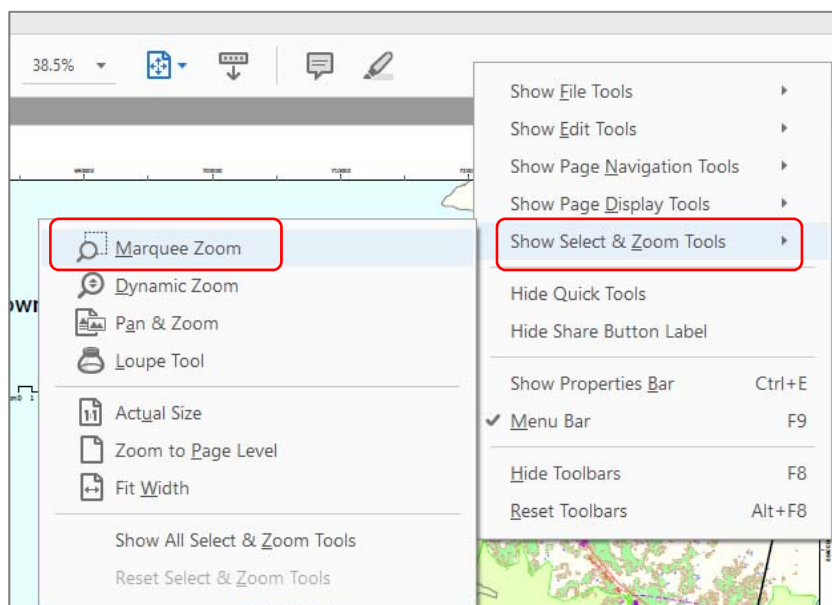 38.5%
Show File Tools
Show Edit Tools
Show Page Navigation Tools
Show Page Display Tools
Show Select & Zoom Tools
Hide Quick Tools
Hide Share Button Label
Show Properties Bar Ctrl+E
Menu Bar F9
Hide Toolbars F8
Reset Toolbars Alt+F8
Marquee Zoom
Dynamic Zoom
Pan & Zoom
Loupe Tool
Actual Size
Zoom to Page Level
Fit Width
Show All Select & Zoom Tools
Reset Select & Zoom Tools